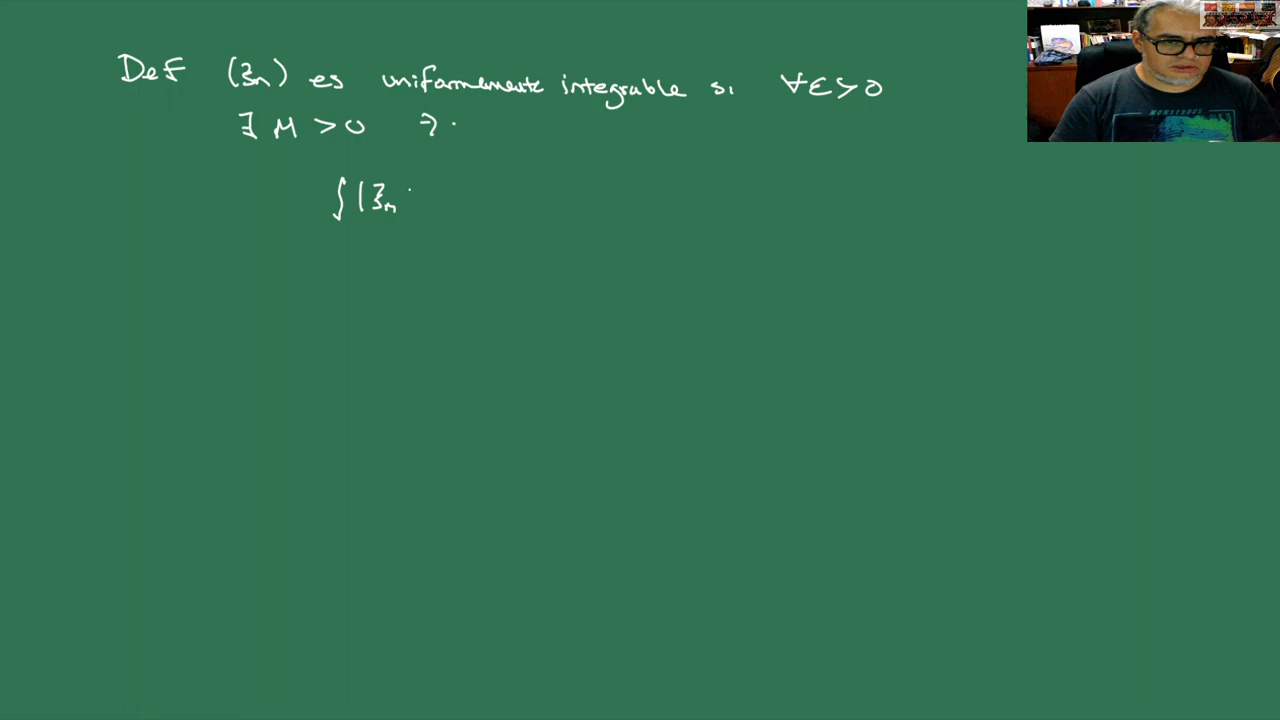 Def (ξn) es uniformemente integrable si ∀ε>0
∃ M > 0 ∋.
∫|ξn